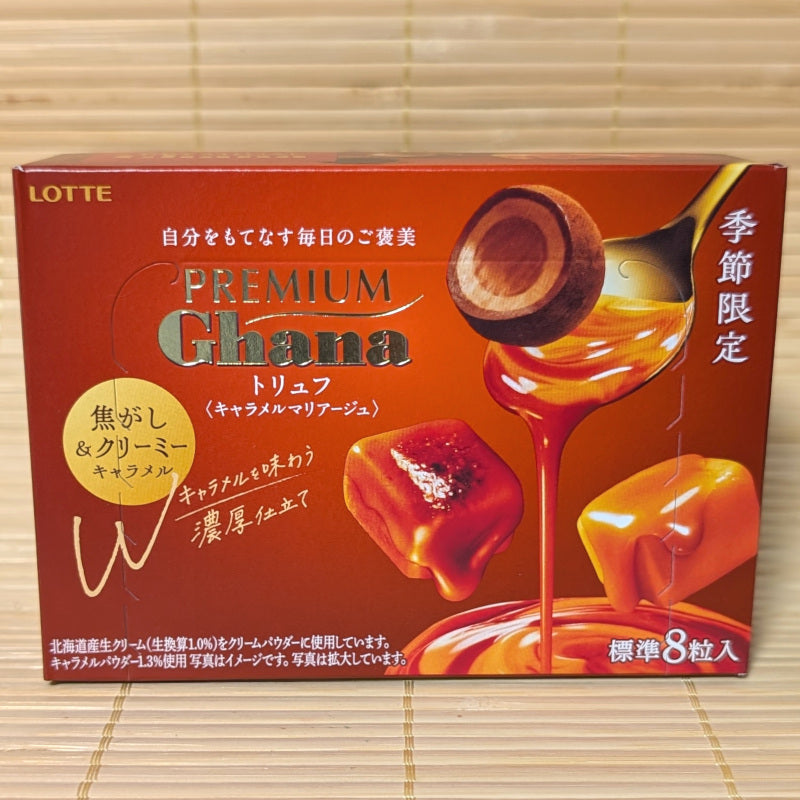 LOTTE
自分をもてなす毎日のご褒美
PREMIUM
Ghana
トリュフ
〈キャラメルマリアージュ〉
季節限定
焦がし
&クリーミー
キャラメル
W キャラメルを味わう
濃厚仕立て
北海道産生クリーム(生換算1.0%)をクリームパウダーに使用しています。
キャラメルパウダー1.3%使用 写真はイメージです。写真は拡大しています。
標準8粒入